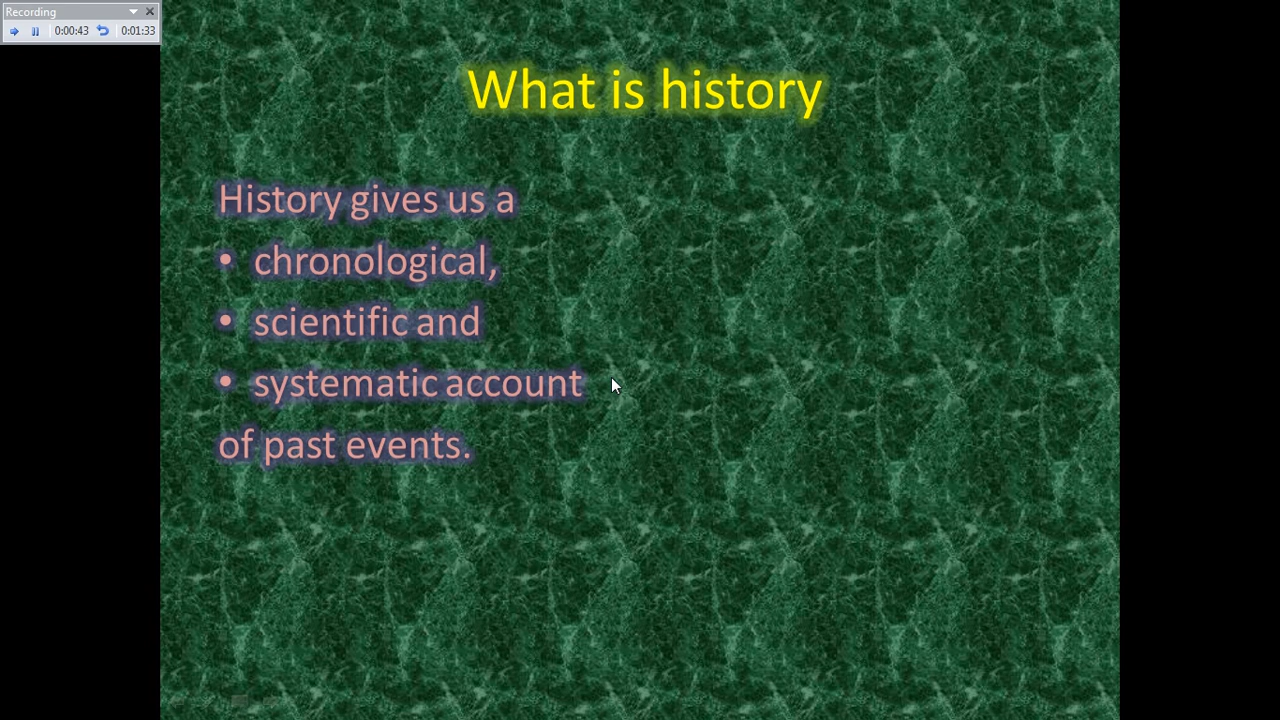 Recording
0:00:43 0:01:33
What is history
History gives us a
• chronological,
• scientific and
• systematic account
of past events.